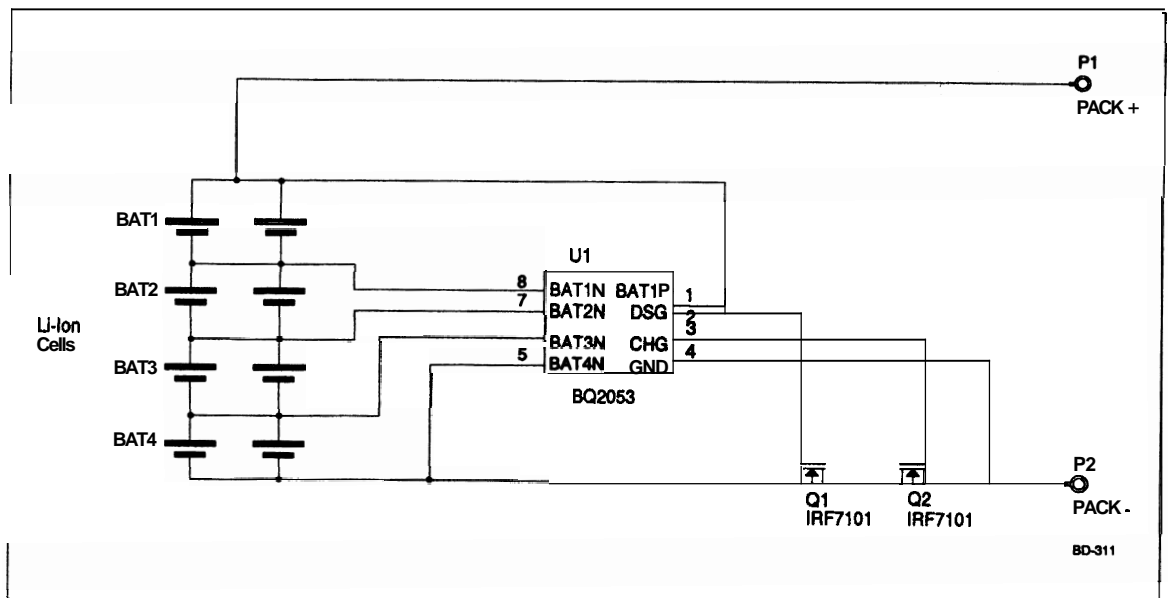 P1
PACK +
BAT1
BAT2
BAT3
BAT4
Li-Ion
Cells
U1
8 BAT1N BAT1P 1
7 BAT2N DSG 2
BAT3N CHG 3
5 BAT4N GND 4
BQ2053
Q1
IRF7101
Q2
IRF7101
P2
PACK -
BD-311